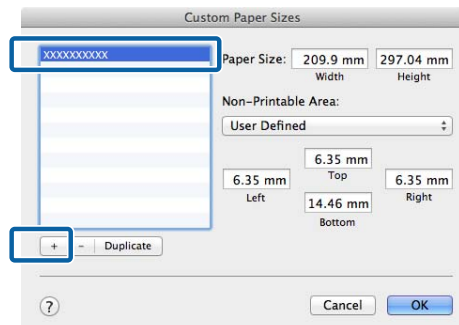 Custom Paper Sizes
XXXXXXXXXX
Paper Size: 209.9 mm 297.04 mm
Width Height
Non-Printable Area:
User Defined
6.35 mm
Top
6.35 mm 6.35 mm
Left Right
14.46 mm
Bottom
+ - Duplicate
? Cancel OK